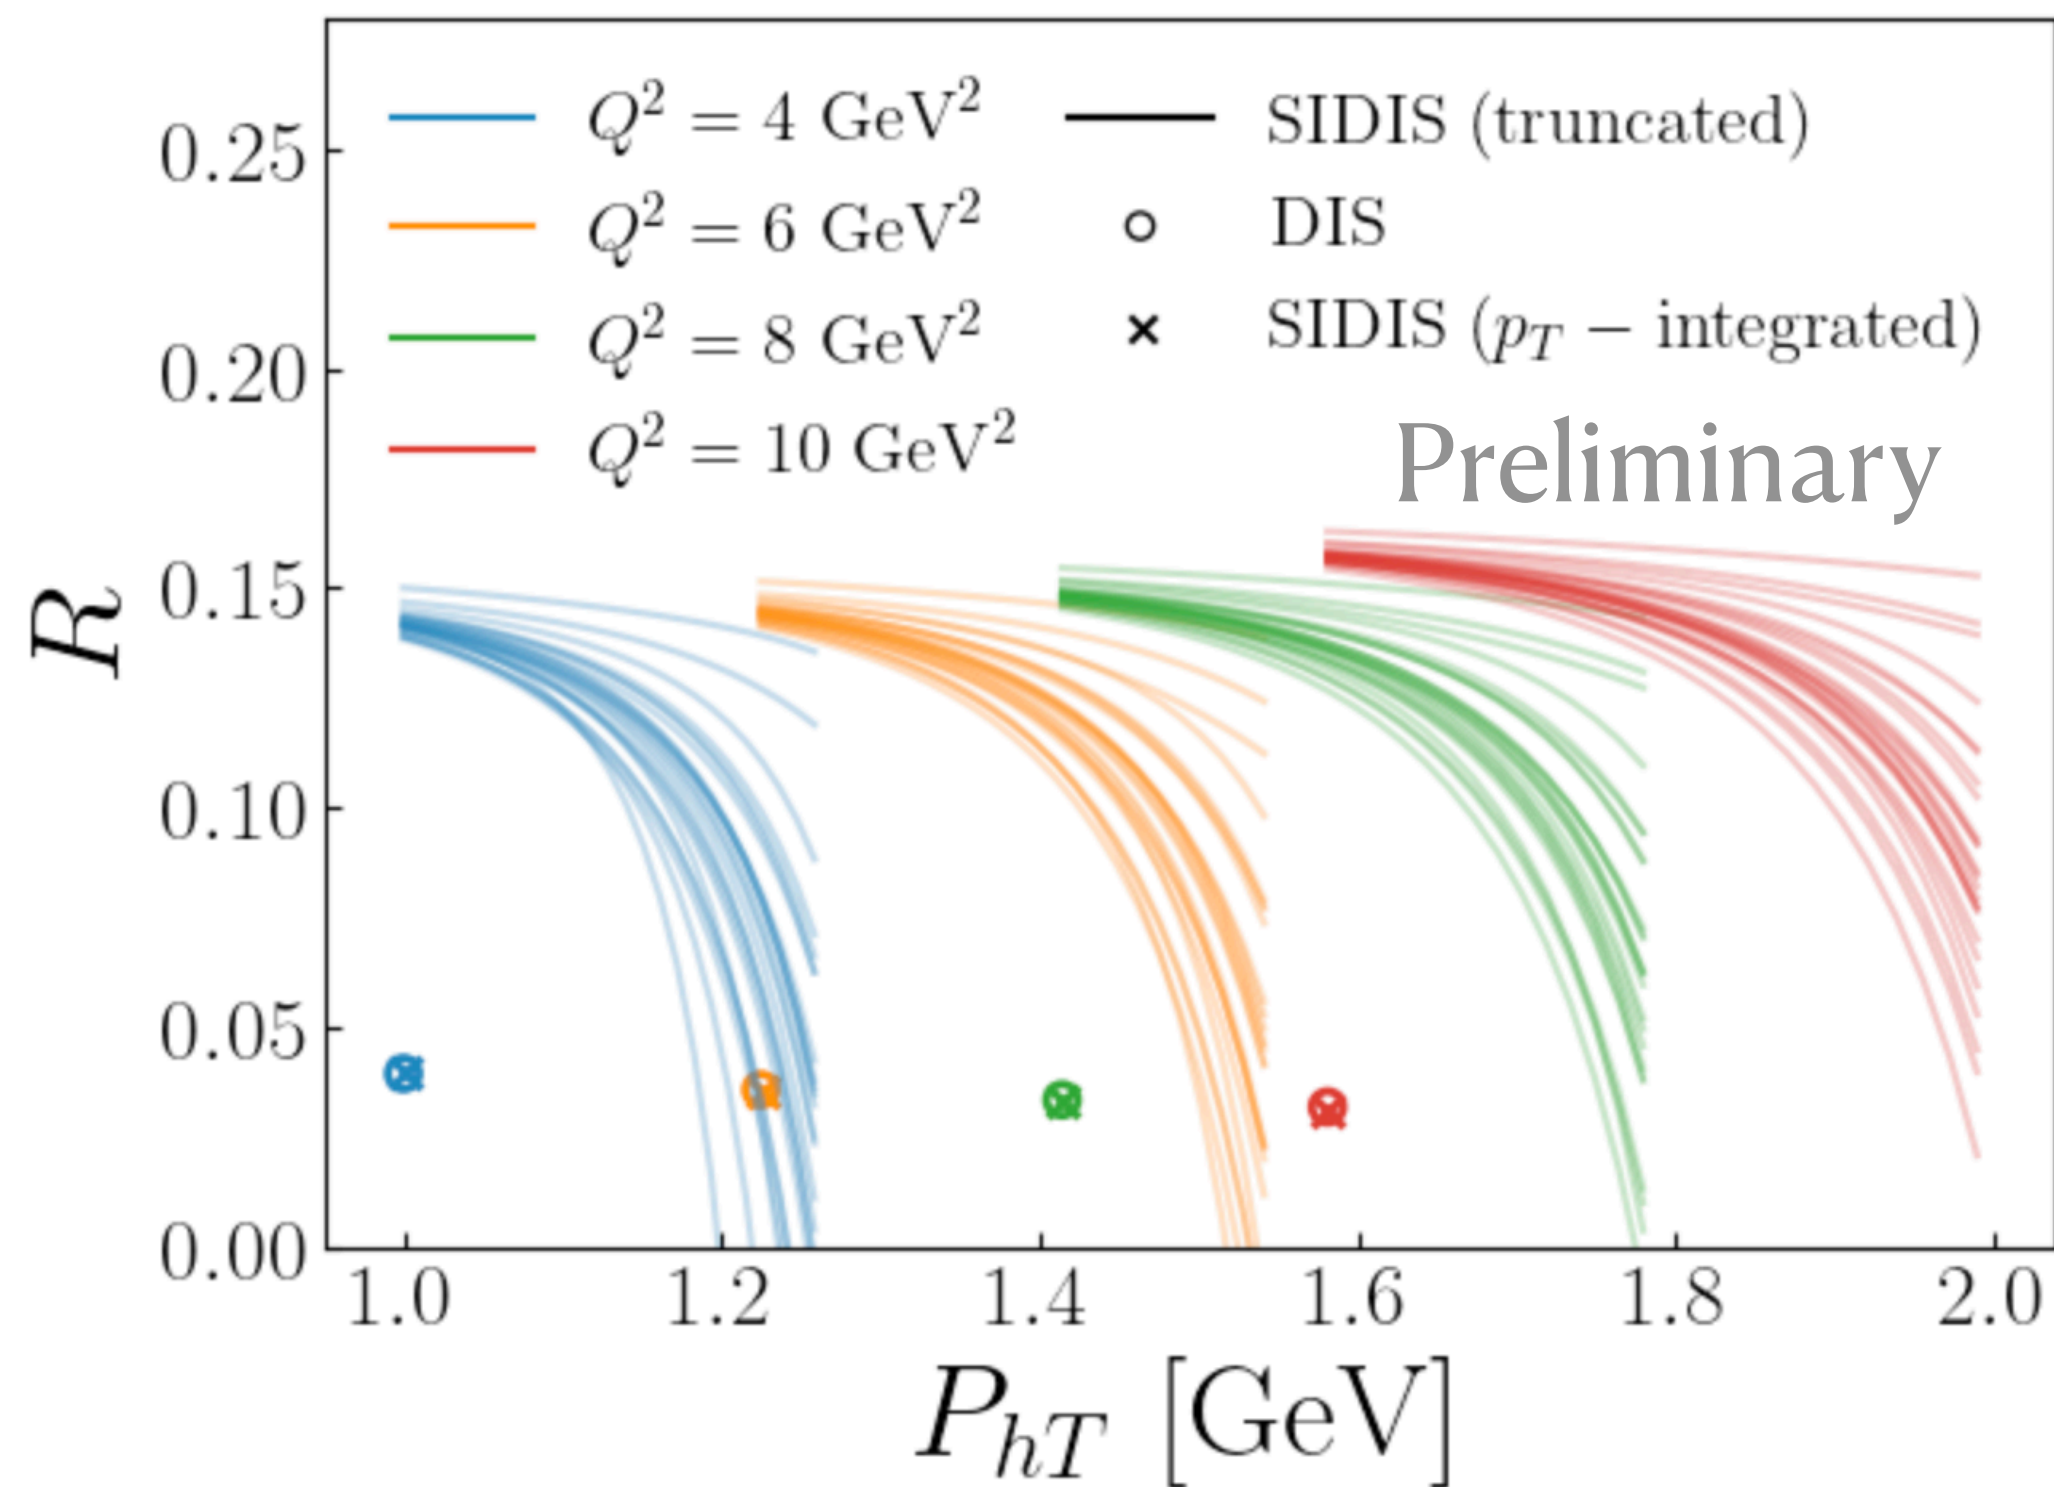 Q² = 4 GeV²
Q² = 6 GeV²
Q² = 8 GeV²
Q² = 10 GeV²
SIDIS (truncated)
DIS
SIDIS (p_T − integrated)
Preliminary
R
0.25
0.20
0.15
0.10
0.05
0.00
1.0 1.2 1.4 1.6 1.8 2.0
P_{hT} [GeV]